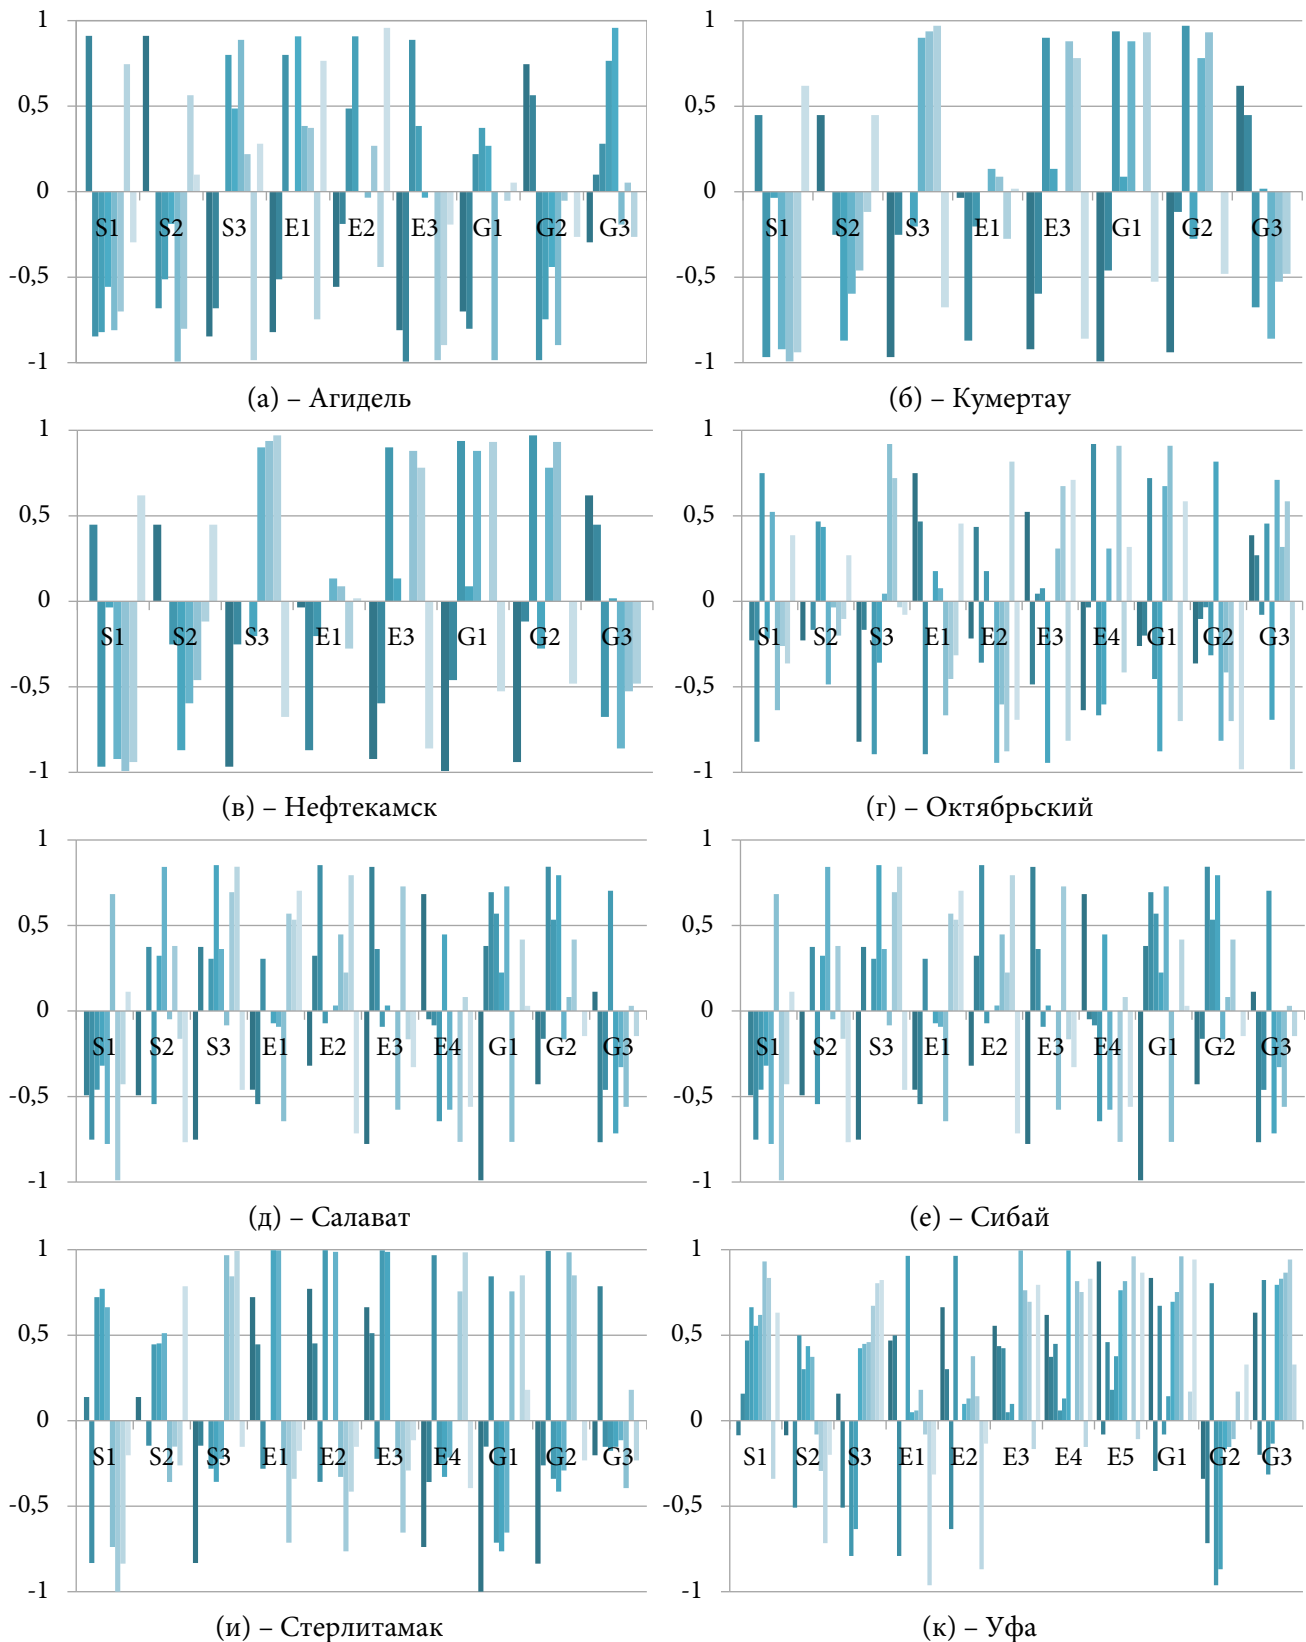 1
0,5
0
-0,5
-1
S1 S2 S3 E1 E2 E3 G1 G2 G3
(а) – Агидель
1
0,5
0
-0,5
-1
S1 S2 S3 E1 E3 G1 G2 G3
(б) – Кумертау
1
0,5
0
-0,5
-1
S1 S2 S3 E1 E3 G1 G2 G3
(в) – Нефтекамск
1
0,5
0
-0,5
-1
S1 S2 S3 E1 E2 E3 E4 G1 G2 G3
(г) – Октябрьский
1
0,5
0
-0,5
-1
S1 S2 S3 E1 E2 E3 E4 G1 G2 G3
(д) – Салават
1
0,5
0
-0,5
-1
S1 S2 S3 E1 E2 E3 E4 G1 G2 G3
(е) – Сибай
1
0,5
0
-0,5
-1
S1 S2 S3 E1 E2 E3 E4 G1 G2 G3
(и) – Стерлитамак
1
0,5
0
-0,5
-1
S1 S2 S3 E1 E2 E3 E4 E5 G1 G2 G3
(к) – Уфа